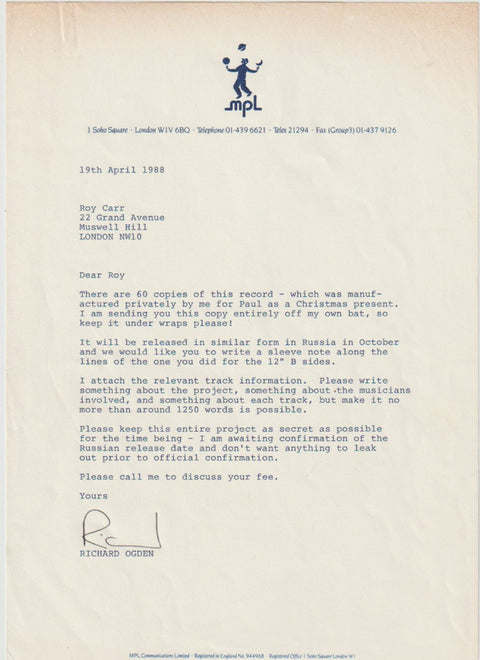 mpl
1 Soho Square · London W1V 6BQ · Telephone 01-439 6621 · Telex 21294 · Fax (Group3) 01-437 9126
19th April 1988
Roy Carr
22 Grand Avenue
Muswell Hill
LONDON NW10
Dear Roy
There are 60 copies of this record - which was manuf-
actured privately by me for Paul as a Christmas present.
I am sending you this copy entirely off my own bat, so
keep it under wraps please!
It will be released in similar form in Russia in October
and we would like you to write a sleeve note along the
lines of the one you did for the 12" B sides.
I attach the relevant track information. Please write
something about the project, something about the musicians
involved, and something about each track, but make it no
more than around 1250 words is possible.
Please keep this entire project as secret as possible
for the time being - I am awaiting confirmation of the
Russian release date and don't want anything to leak
out prior to official confirmation.
Please call me to discuss your fee.
Yours
Ric
RICHARD OGDEN
MPL Communications Limited · Registered in England No. 944968 · Registered Office 1 Soho Square London W1